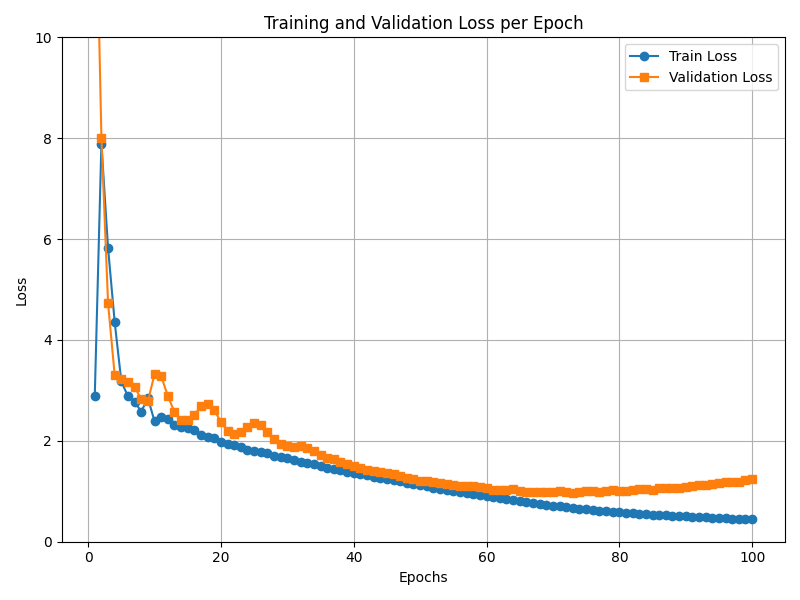 Training and Validation Loss per Epoch
Train Loss
Validation Loss
Loss
10
8
6
4
2
0
0 20 40 60 80 100
Epochs